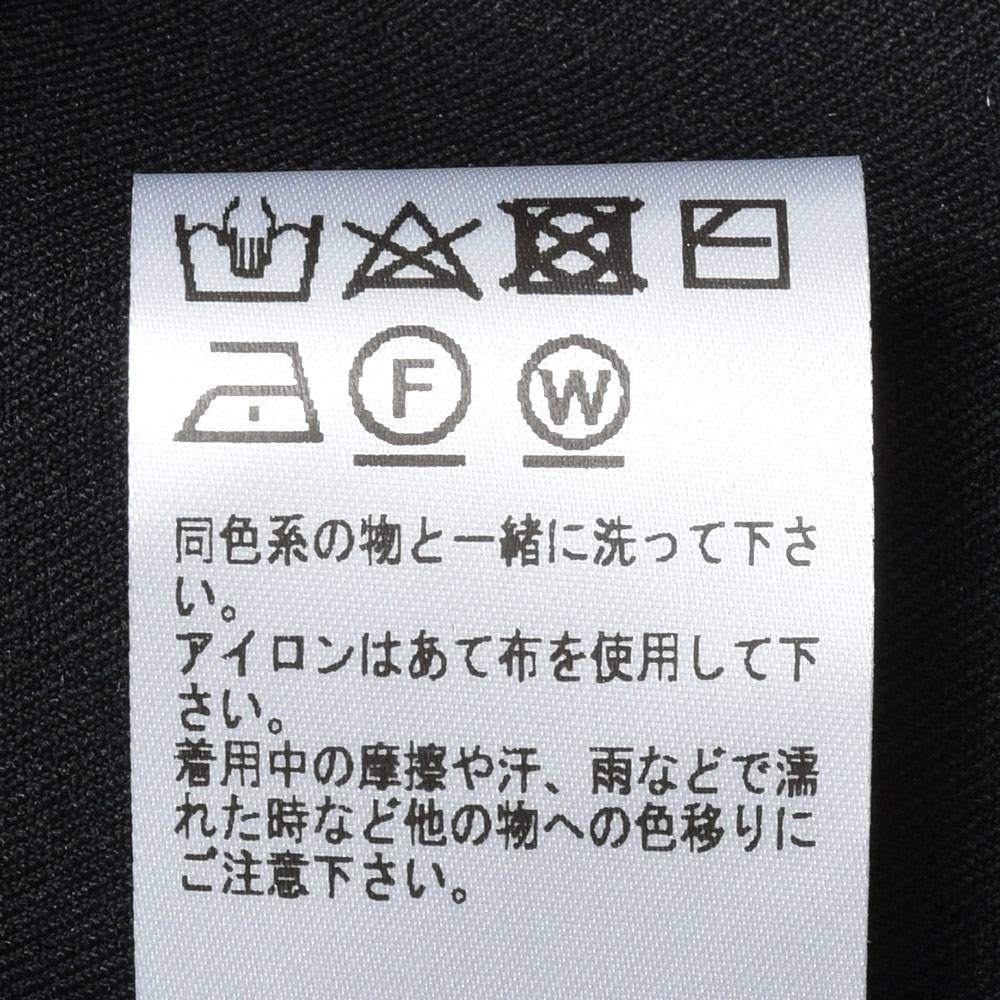 F W
同色系の物と一緒に洗って下さ
い。
アイロンはあて布を使用して下
さい。
着用中の摩擦や汗、雨などで濡
れた時など他の物への色移りに
ご注意下さい。